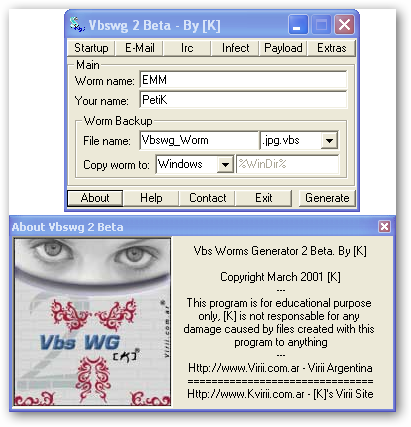 Vbswg 2 Beta - By [K]
Startup E-Mail Irc Infect Payload Extras
Main
Worm name: EMM
Your name: PetiK
Worm Backup
File name: Vbswg_Worm .jpg.vbs
Copy worm to: Windows %WinDir%
About Help Contact Exit Generate
About Vbswg 2 Beta
Vbs WG
[K]
Virii.com.ar
2
Vbs Worms Generator 2 Beta. By [K]
Copyright March 2001 [K]
---
This program is for educational purpose
only, [K] is not responsible for any
damage caused by files created with this
program to anything
---
Http://www.Virii.com.ar - Virii Argentina
==============================
Http://www.Kvirii.com.ar - [K]'s Virii Site